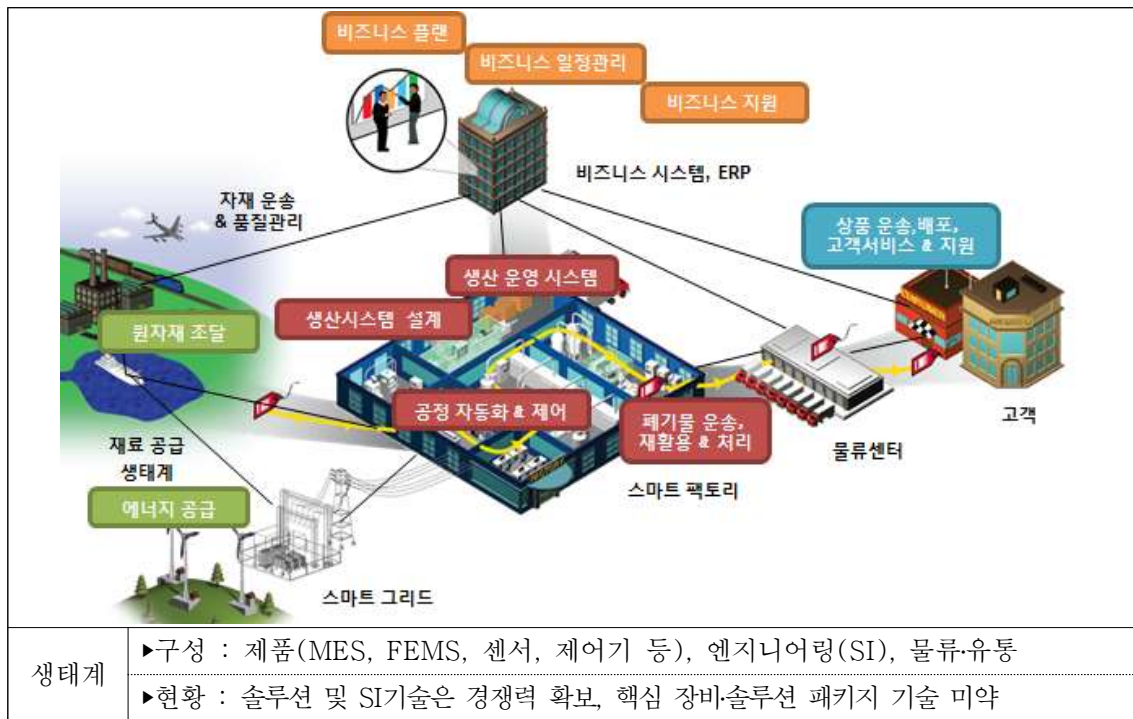 비즈니스 플랜
비즈니스 일정관리
비즈니스 지원
비즈니스 시스템, ERP
자재 운송
& 품질관리
상품 운송,배포,
고객서비스 & 지원
생산 운영 시스템
생산시스템 설계
원자재 조달
공정 자동화 & 제어
폐기물 운송,
재활용 & 처리
고객
물류센터
재료 공급
생태계
스마트 팩토리
에너지 공급
스마트 그리드
생태계
▶구성 : 제품(MES, FEMS, 센서, 제어기 등), 엔지니어링(SI), 물류·유통
▶현황 : 솔루션 및 SI기술은 경쟁력 확보, 핵심 장비·솔루션 패키지 기술 미약